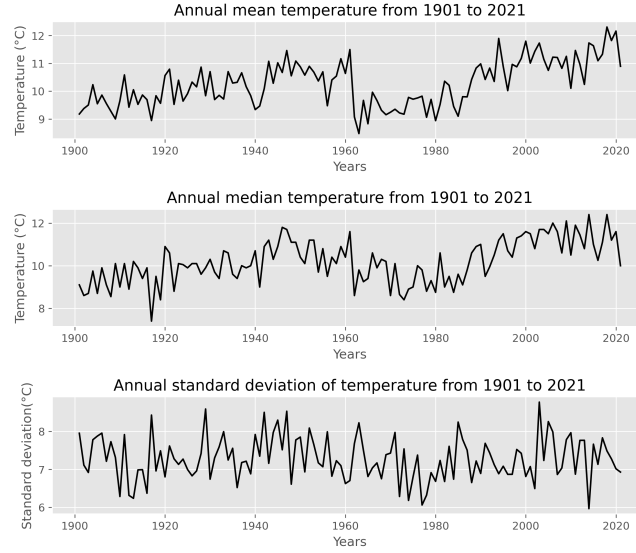 Annual mean temperature from 1901 to 2021
Temperature (°C)
12
11
10
9
1900 1920 1940 1960 1980 2000 2020
Years
Annual median temperature from 1901 to 2021
Temperature (°C)
12
10
8
1900 1920 1940 1960 1980 2000 2020
Years
Annual standard deviation of temperature from 1901 to 2021
Standard deviation(°C)
8
7
6
1900 1920 1940 1960 1980 2000 2020
Years